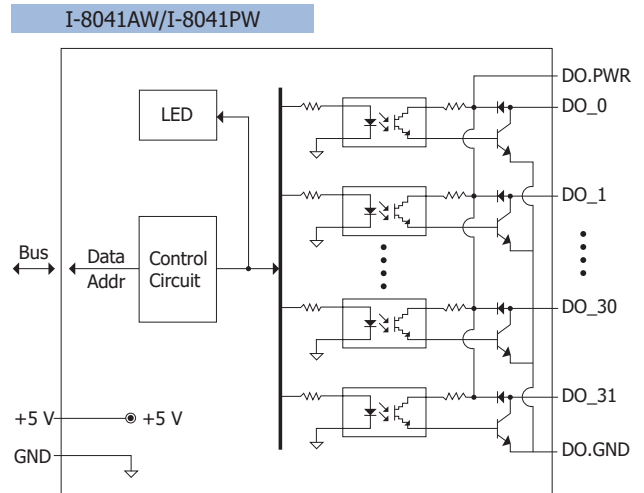 I-8041AW/I-8041PW
DO.PWR
DO_0
LED
DO_1
Bus
Data
Addr
Control
Circuit
DO_30
DO_31
+5 V
+5 V
GND
DO.GND